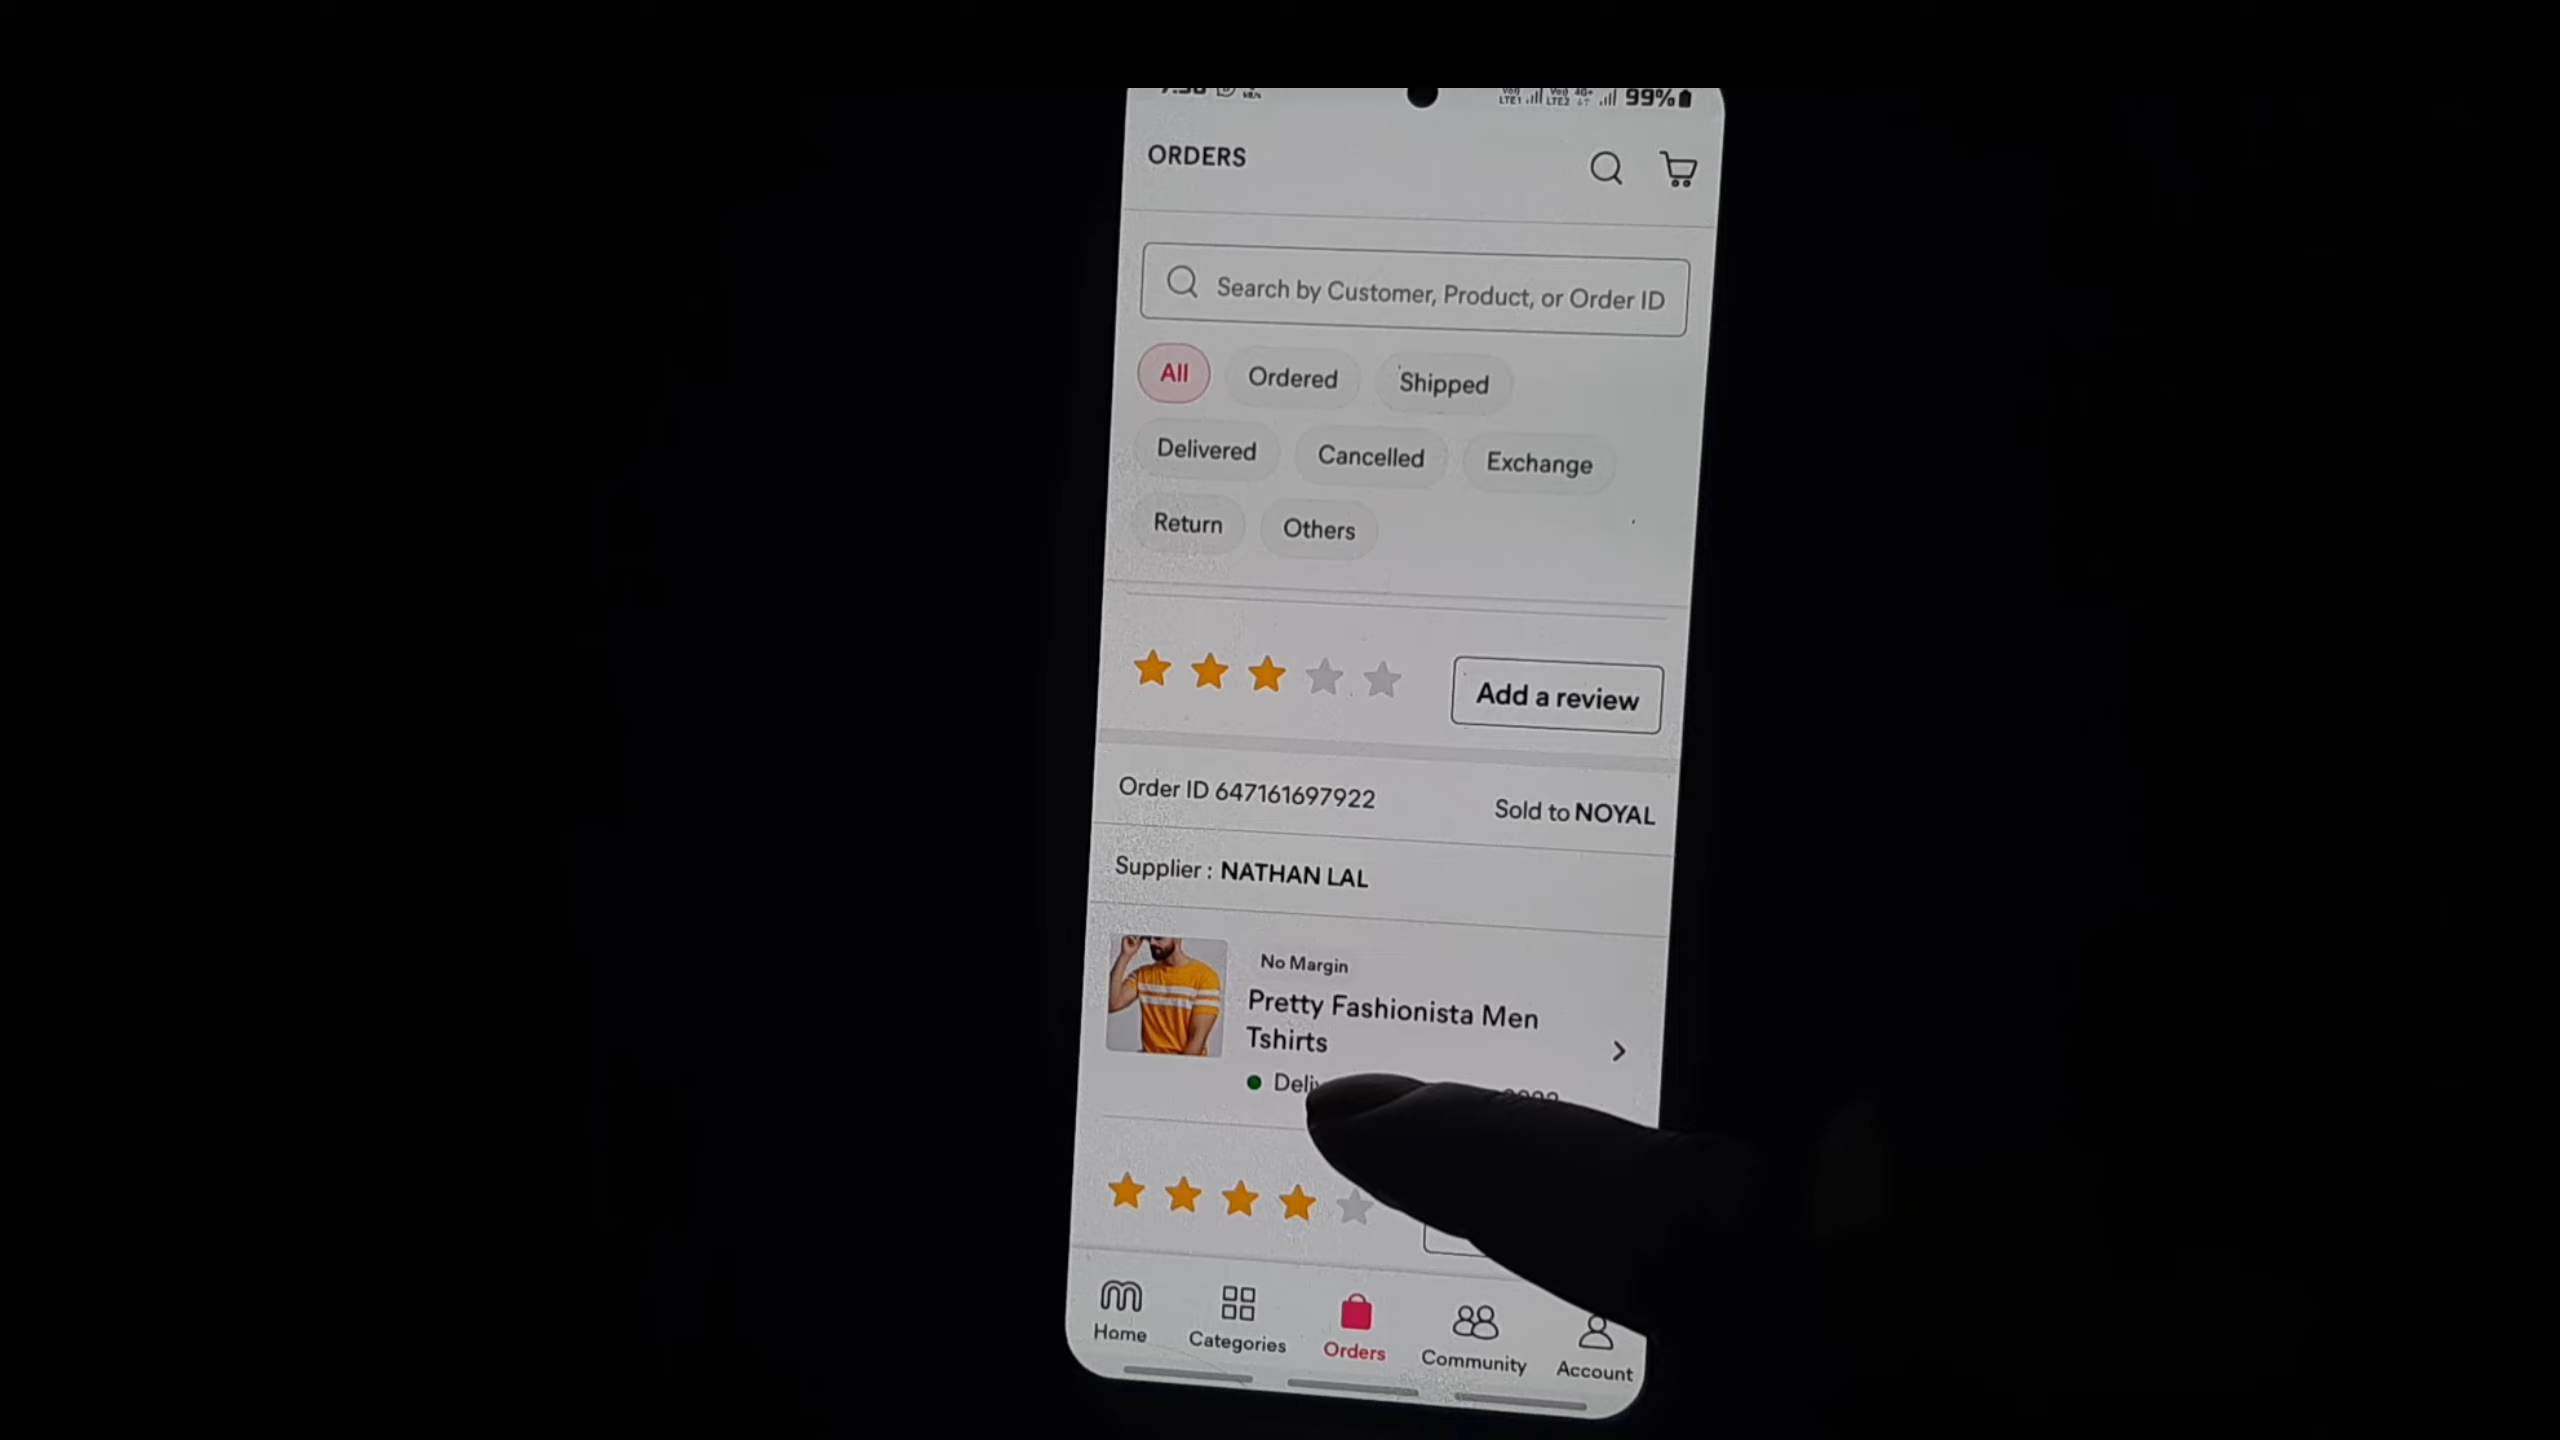 99%
ORDERS
Search by Customer, Product, or Order ID
All Ordered Shipped
Delivered Cancelled Exchange
Return Others
Add a review
Order ID 647161697922 Sold to NOYAL
Supplier : NATHAN LAL
No Margin
Pretty Fashionista Men
Tshirts
Home Categories Orders Community Account